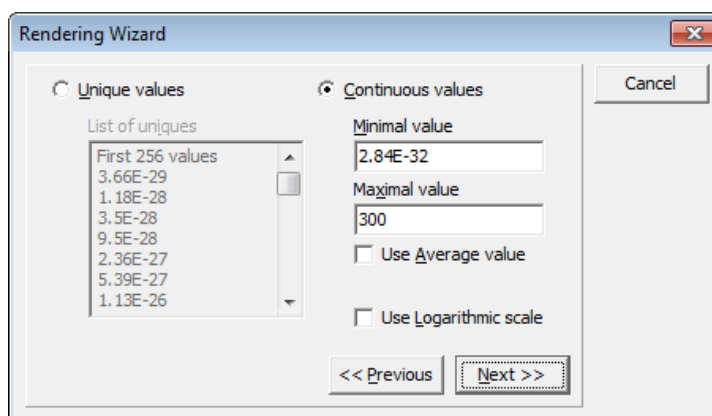 Rendering Wizard
Unique values
Continuous values
Cancel
List of uniques
Minimal value
First 256 values
3.66E-29
1.18E-28
3.5E-28
9.5E-28
2.36E-27
5.39E-27
1.13E-26
2.84E-32
Maximal value
300
Use Average value
Use Logarithmic scale
<< Previous
Next >>